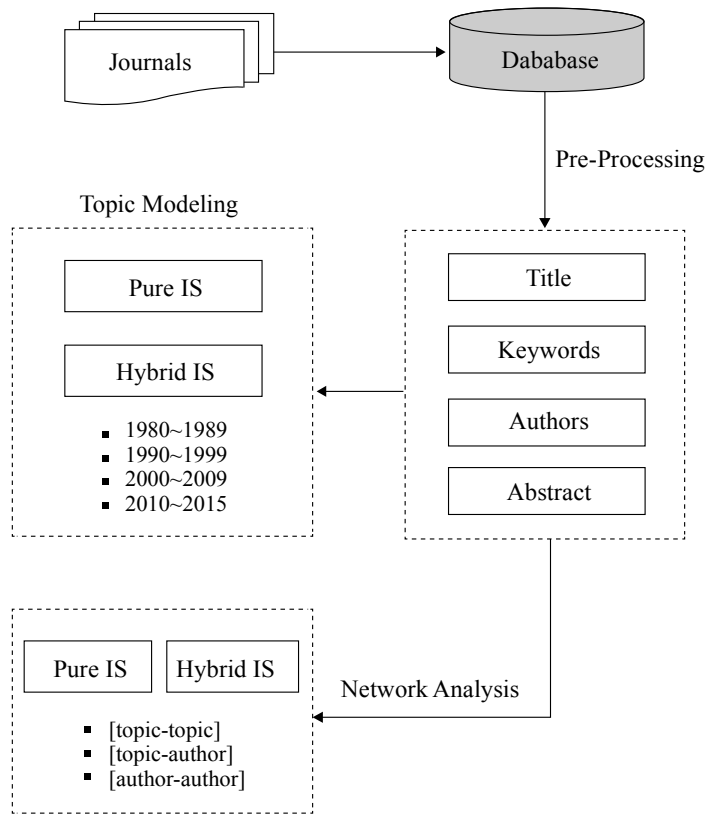 Journals
Dababase
Pre-Processing
Topic Modeling
Pure IS
Hybrid IS
▪ 1980~1989
▪ 1990~1999
▪ 2000~2009
▪ 2010~2015
Title
Keywords
Authors
Abstract
Pure IS
Hybrid IS
▪ [topic-topic]
▪ [topic-author]
▪ [author-author]
Network Analysis